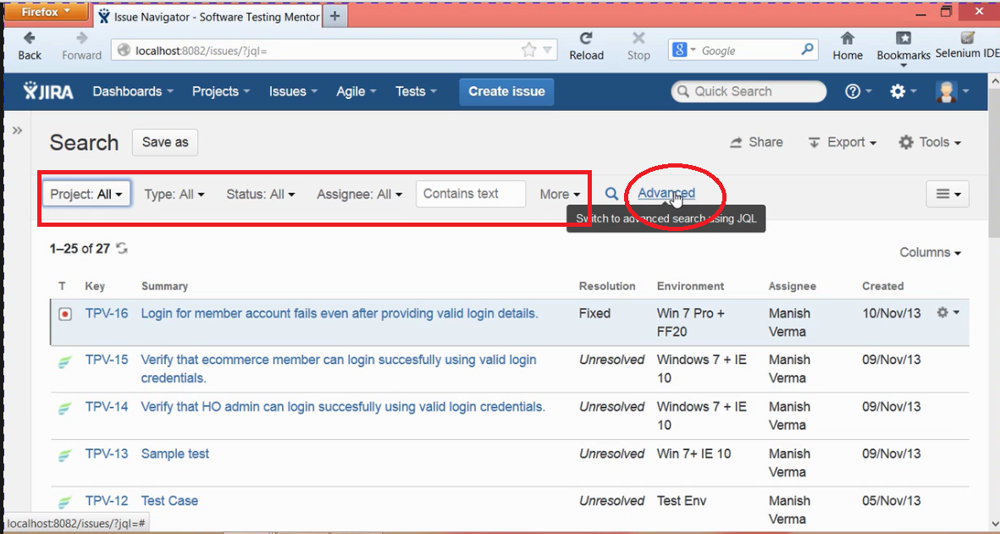 Firefox
Issue Navigator - Software Testing Mentor
Back
Forward
localhost:8082/issues/?jql=
Reload
Stop
8 Google
Home
Bookmarks
Selenium IDE
JIRA Dashboards Projects Issues Agile Tests Create issue Quick Search
Search Save as Share Export Tools
Project: All Type: All Status: All Assignee: All Contains text More Advanced
Switch to advanced search using JQL
1–25 of 27
Columns
T Key Summary Resolution Environment Assignee Created
TPV-16 Login for member account fails even after providing valid login details. Fixed Win 7 Pro + Manish 10/Nov/13
FF20 Verma
TPV-15 Verify that ecommerce member can login succesfully using valid login Unresolved Windows 7 + IE Manish 09/Nov/13
credentials. 10 Verma
TPV-14 Verify that HO admin can login succesfully using valid login credentials. Unresolved Windows 7 + IE Manish 09/Nov/13
10 Verma
TPV-13 Sample test Unresolved Win 7+ IE 10 Manish 09/Nov/13
Verma
TPV-12 Test Case Unresolved Test Env Manish 05/Nov/13
Verma
localhost:8082/issues/?jql=#